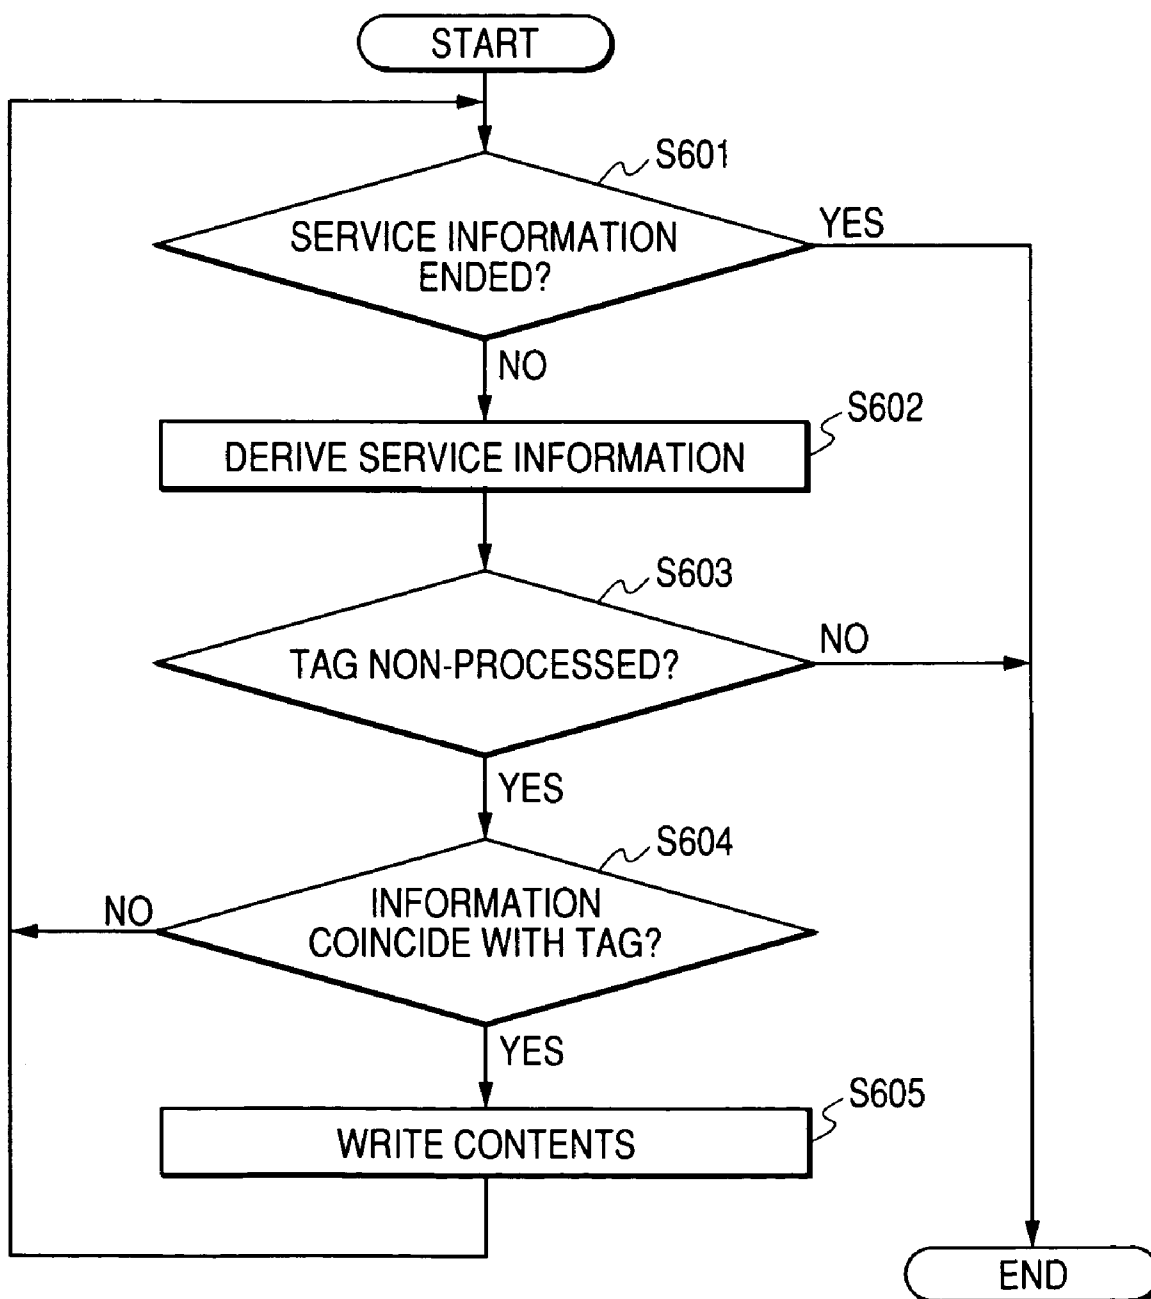 START
S601
SERVICE INFORMATION
ENDED?
YES
NO
S602
DERIVE SERVICE INFORMATION
S603
TAG NON-PROCESSED?
NO
YES
S604
INFORMATION
COINCIDE WITH TAG?
NO
YES
S605
WRITE CONTENTS
END